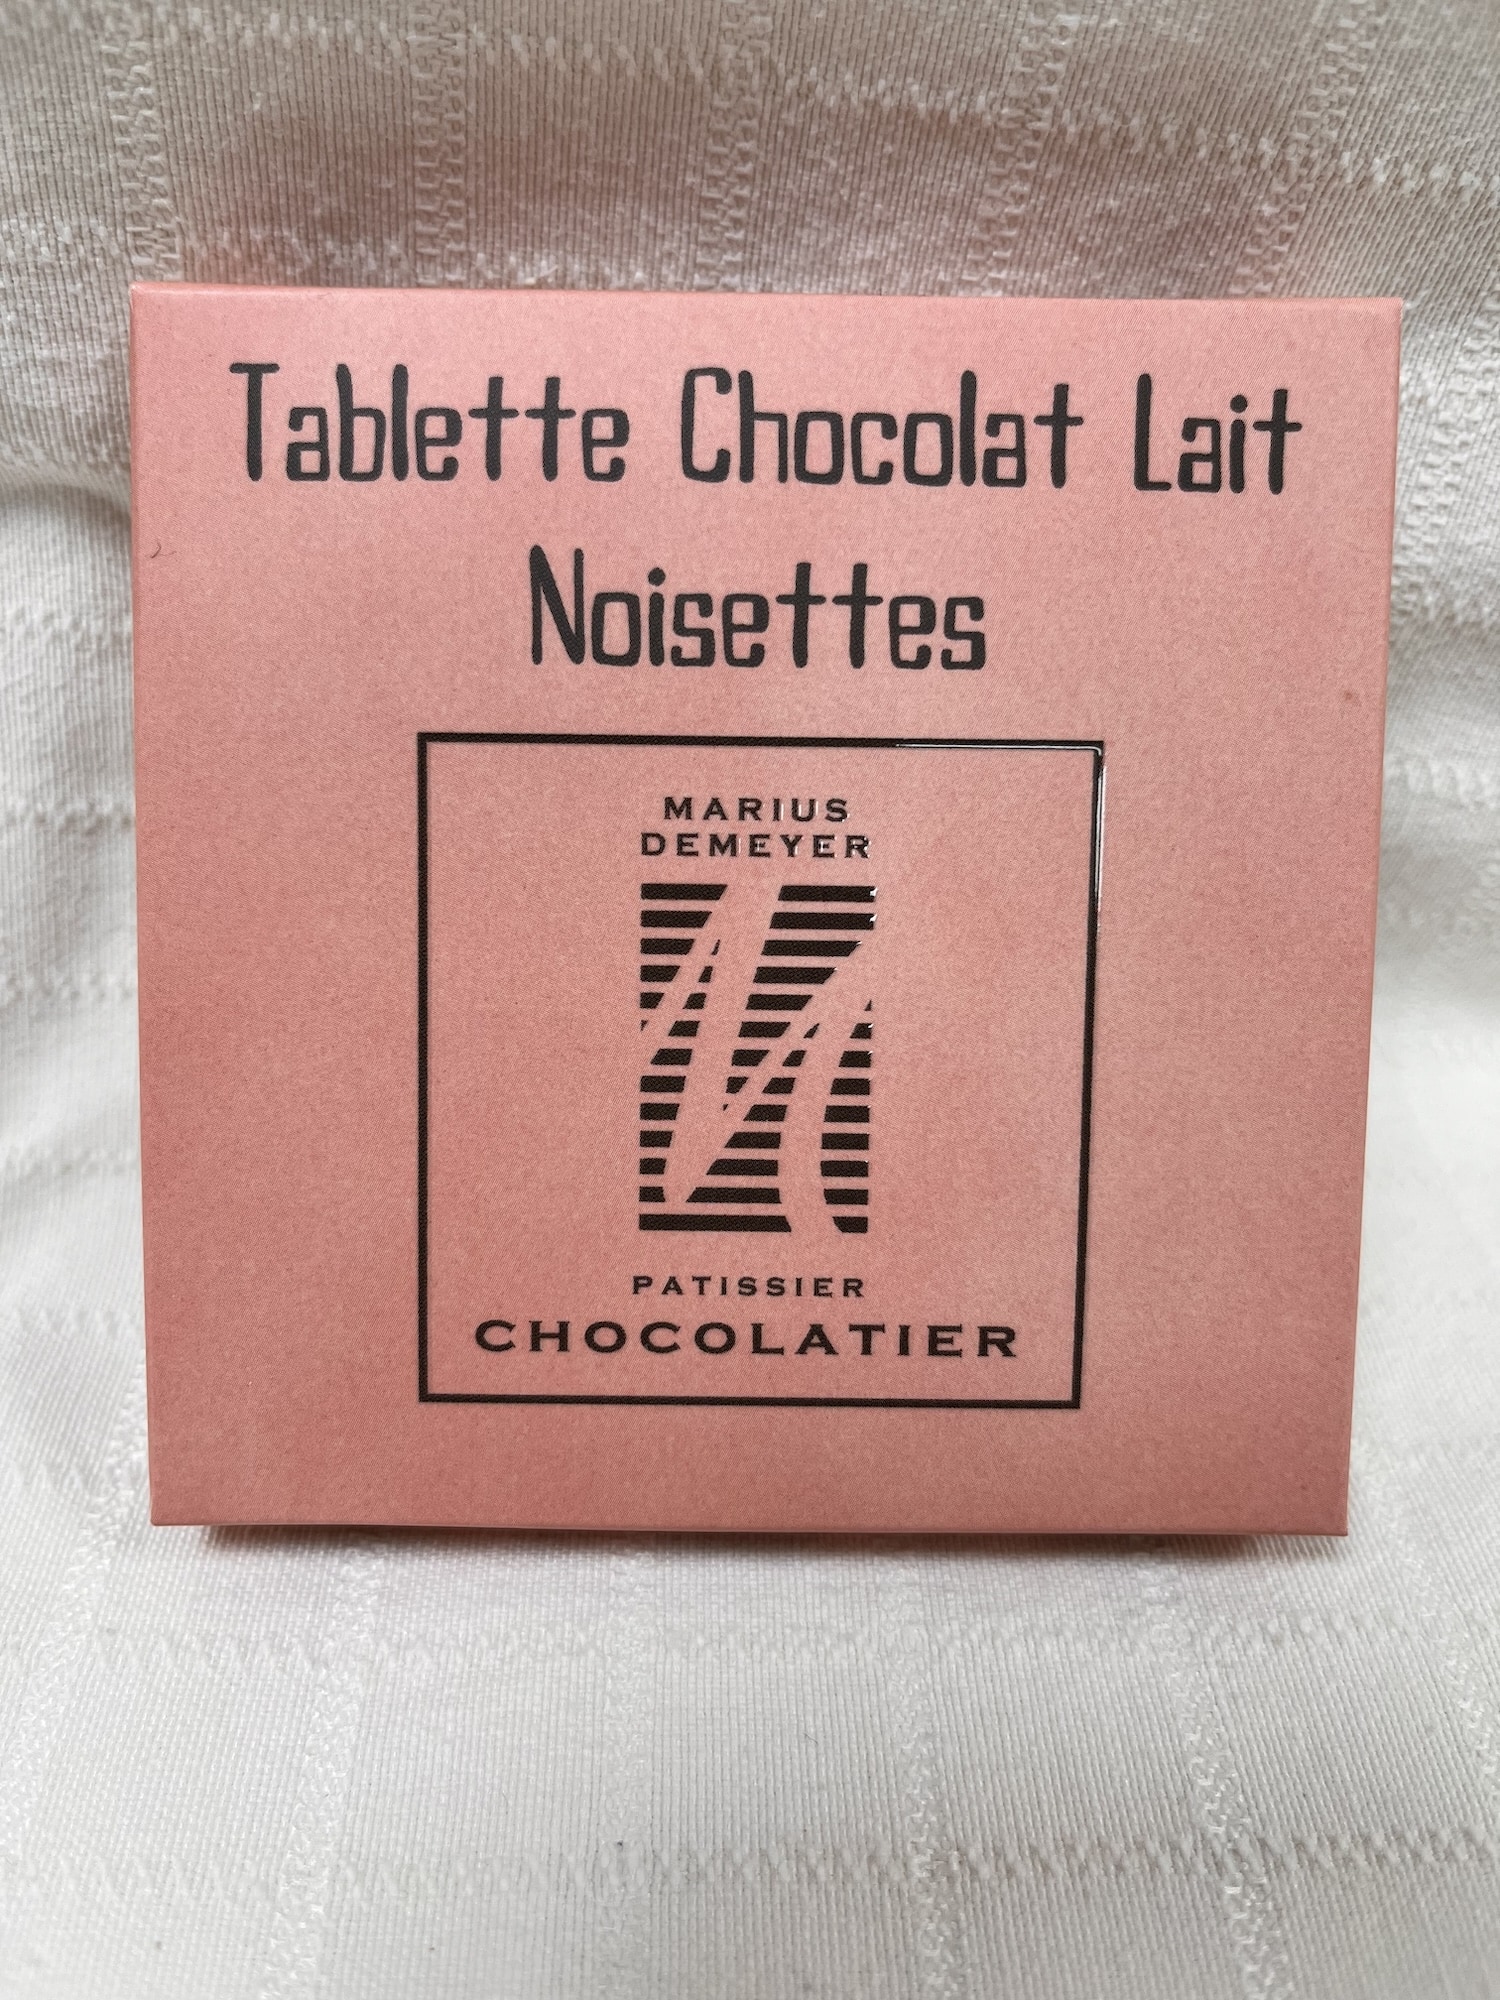 Tablette Chocolat Lait
Noisettes
MARIUS
DEMEYER
PATISSIER
CHOCOLATIER